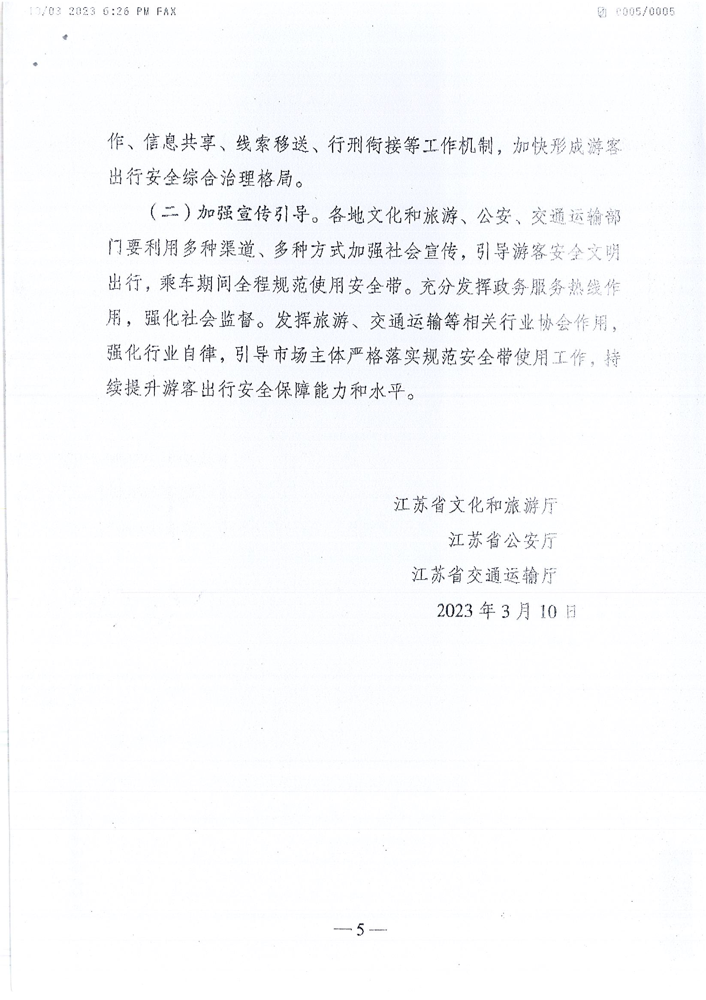 10/03 2023 6:26 PM FAX
0005/0005
作、信息共享、线索移送、行刑衔接等工作机制，加快形成游客
出行安全综合治理格局。
（二）加强宣传引导。各地文化和旅游、公安、交通运输部
门要利用多种渠道、多种方式加强社会宣传，引导游客安全文明
出行，乘车期间全程规范使用安全带。充分发挥政务服务热线作
用，强化社会监督。发挥旅游、交通运输等相关行业协会作用，
强化行业自律，引导市场主体严格落实规范安全带使用工作，持
续提升游客出行安全保障能力和水平。
江苏省文化和旅游厅
江苏省公安厅
江苏省交通运输厅
2023 年 3 月 10 日
— 5 —